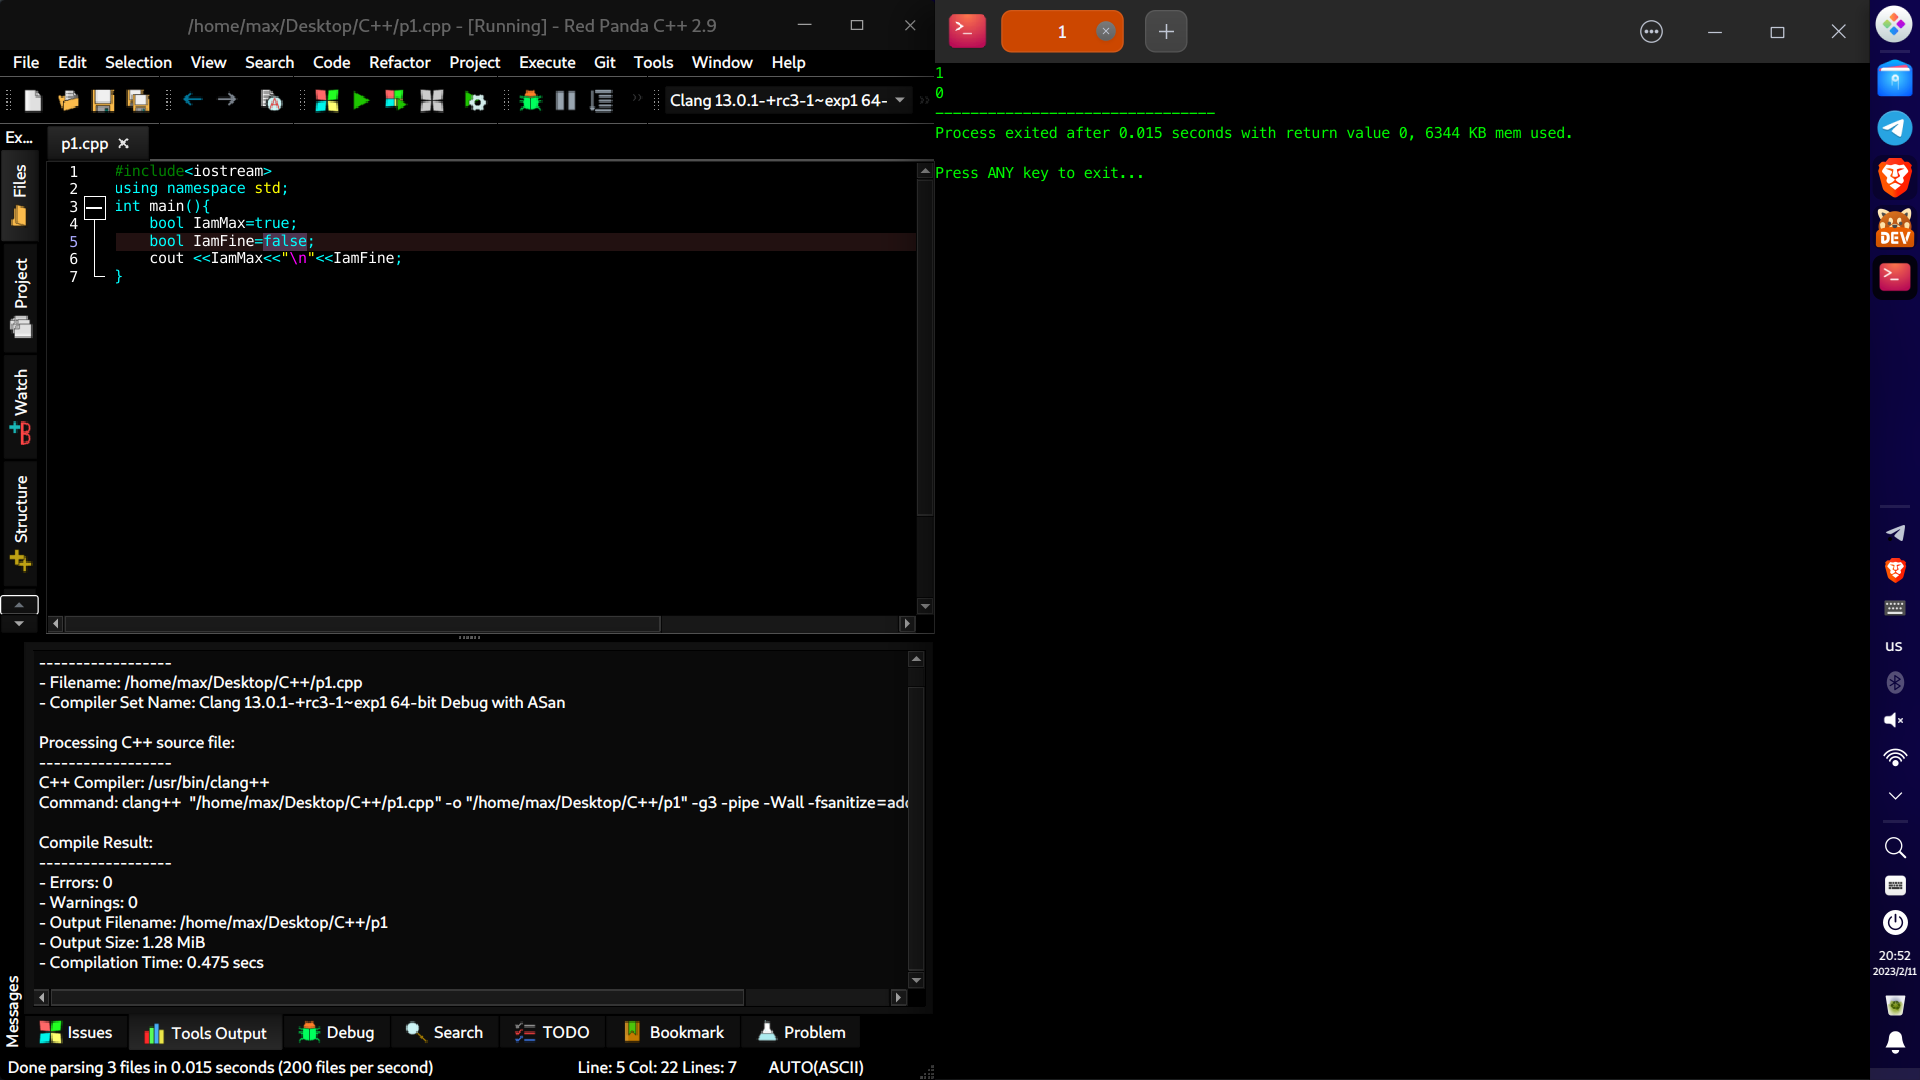 /home/max/Desktop/C++/p1.cpp - [Running] - Red Panda C++ 2.9
File Edit Selection View Search Code Refactor Project Execute Git Tools Window Help
Clang 13.0.1-+rc3-1~exp1 64-
Ex...
p1.cpp
Files
Project
Watch
Structure
1 #include<iostream>
2 using namespace std;
3 int main(){
4 bool IamMax=true;
5 bool IamFine=false;
6 cout <<IamMax<<"\n"<<IamFine;
7 }
------------------
- Filename: /home/max/Desktop/C++/p1.cpp
- Compiler Set Name: Clang 13.0.1-+rc3-1~exp1 64-bit Debug with ASan
Processing C++ source file:
------------------
C++ Compiler: /usr/bin/clang++
Command: clang++  "/home/max/Desktop/C++/p1.cpp" -o "/home/max/Desktop/C++/p1" -g3 -pipe -Wall -fsanitize=add
Compile Result:
------------------
- Errors: 0
- Warnings: 0
- Output Filename: /home/max/Desktop/C++/p1
- Output Size: 1.28 MiB
- Compilation Time: 0.475 secs
Messages
Issues Tools Output Debug Search TODO Bookmark Problem
Done parsing 3 files in 0.015 seconds (200 files per second) Line: 5 Col: 22 Lines: 7 AUTO(ASCII)
1
1
0
--------------------------------
Process exited after 0.015 seconds with return value 0, 6344 KB mem used.
Press ANY key to exit...
DEV
us
20:52
2023/2/11